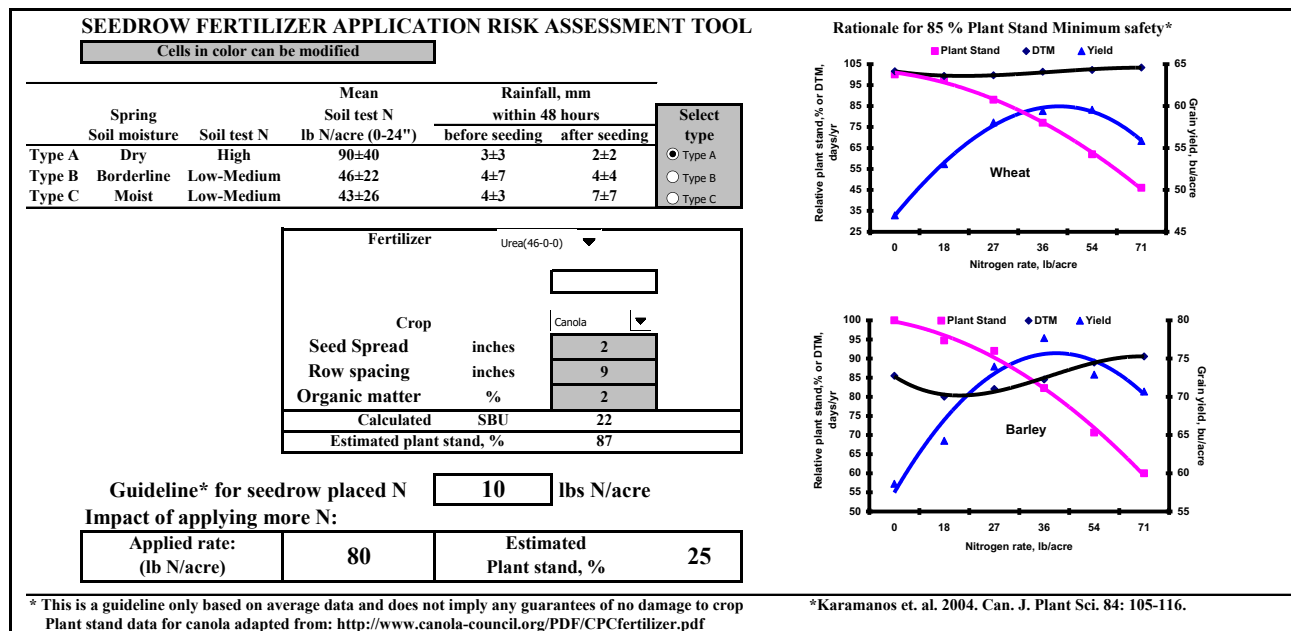 SEEDROW FERTILIZER APPLICATION RISK ASSESSMENT TOOL
Cells in color can be modified
Mean Rainfall, mm
Spring Soil test N within 48 hours Select
Soil moisture Soil test N lb N/acre (0-24") before seeding after seeding type
Type A Dry High 90±40 3±3 2±2 Type A
Type B Borderline Low-Medium 46±22 4±7 4±4 Type B
Type C Moist Low-Medium 43±26 4±3 7±7 Type C
Fertilizer Urea(46-0-0)
Crop Canola
Seed Spread inches 2
Row spacing inches 9
Organic matter % 2
Calculated SBU 22
Estimated plant stand, % 87
Guideline* for seedrow placed N 10 lbs N/acre
Impact of applying more N:
Applied rate: 80 Estimated 25
(lb N/acre) Plant stand, %
* This is a guideline only based on average data and does not imply any guarantees of no damage to crop
Plant stand data for canola adapted from: http://www.canola-council.org/PDF/CPCfertilizer.pdf
Rationale for 85 % Plant Stand Minimum safety*
Plant Stand DTM Yield
Relative plant stand,% or DTM,
days/yr
105
95
85
75
65
55
45
35
25
65
60
55
50
45
Grain yield, bu/acre
Wheat
0 18 27 36 54 71
Nitrogen rate, lb/acre
Plant Stand DTM Yield
Relative plant stand,% or DTM,
days/yr
100
95
90
85
80
75
70
65
60
55
50
80
75
70
65
60
55
Grain yield, bu/acre
Barley
0 18 27 36 54 71
Nitrogen rate, lb/acre
*Karamanos et. al. 2004. Can. J. Plant Sci. 84: 105-116.